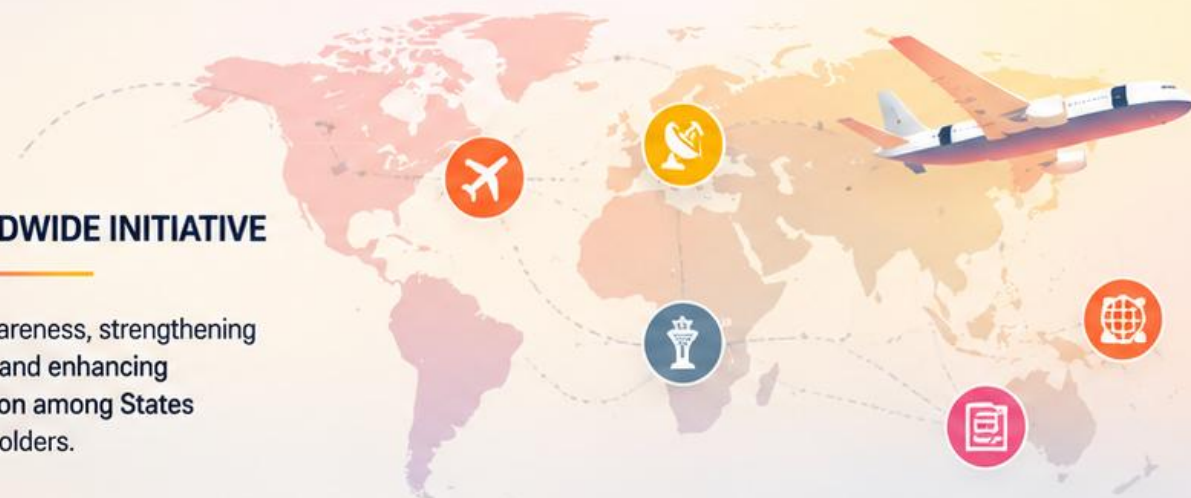 DWIDE INITIATIVE
areness, strengthening
and enhancing
on among States
olders.